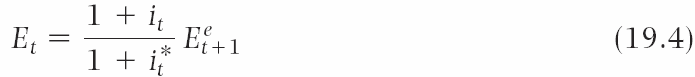 E_t = \frac{1 + i_t}{1 + i_t^*} E_{t+1}^e (19.4)